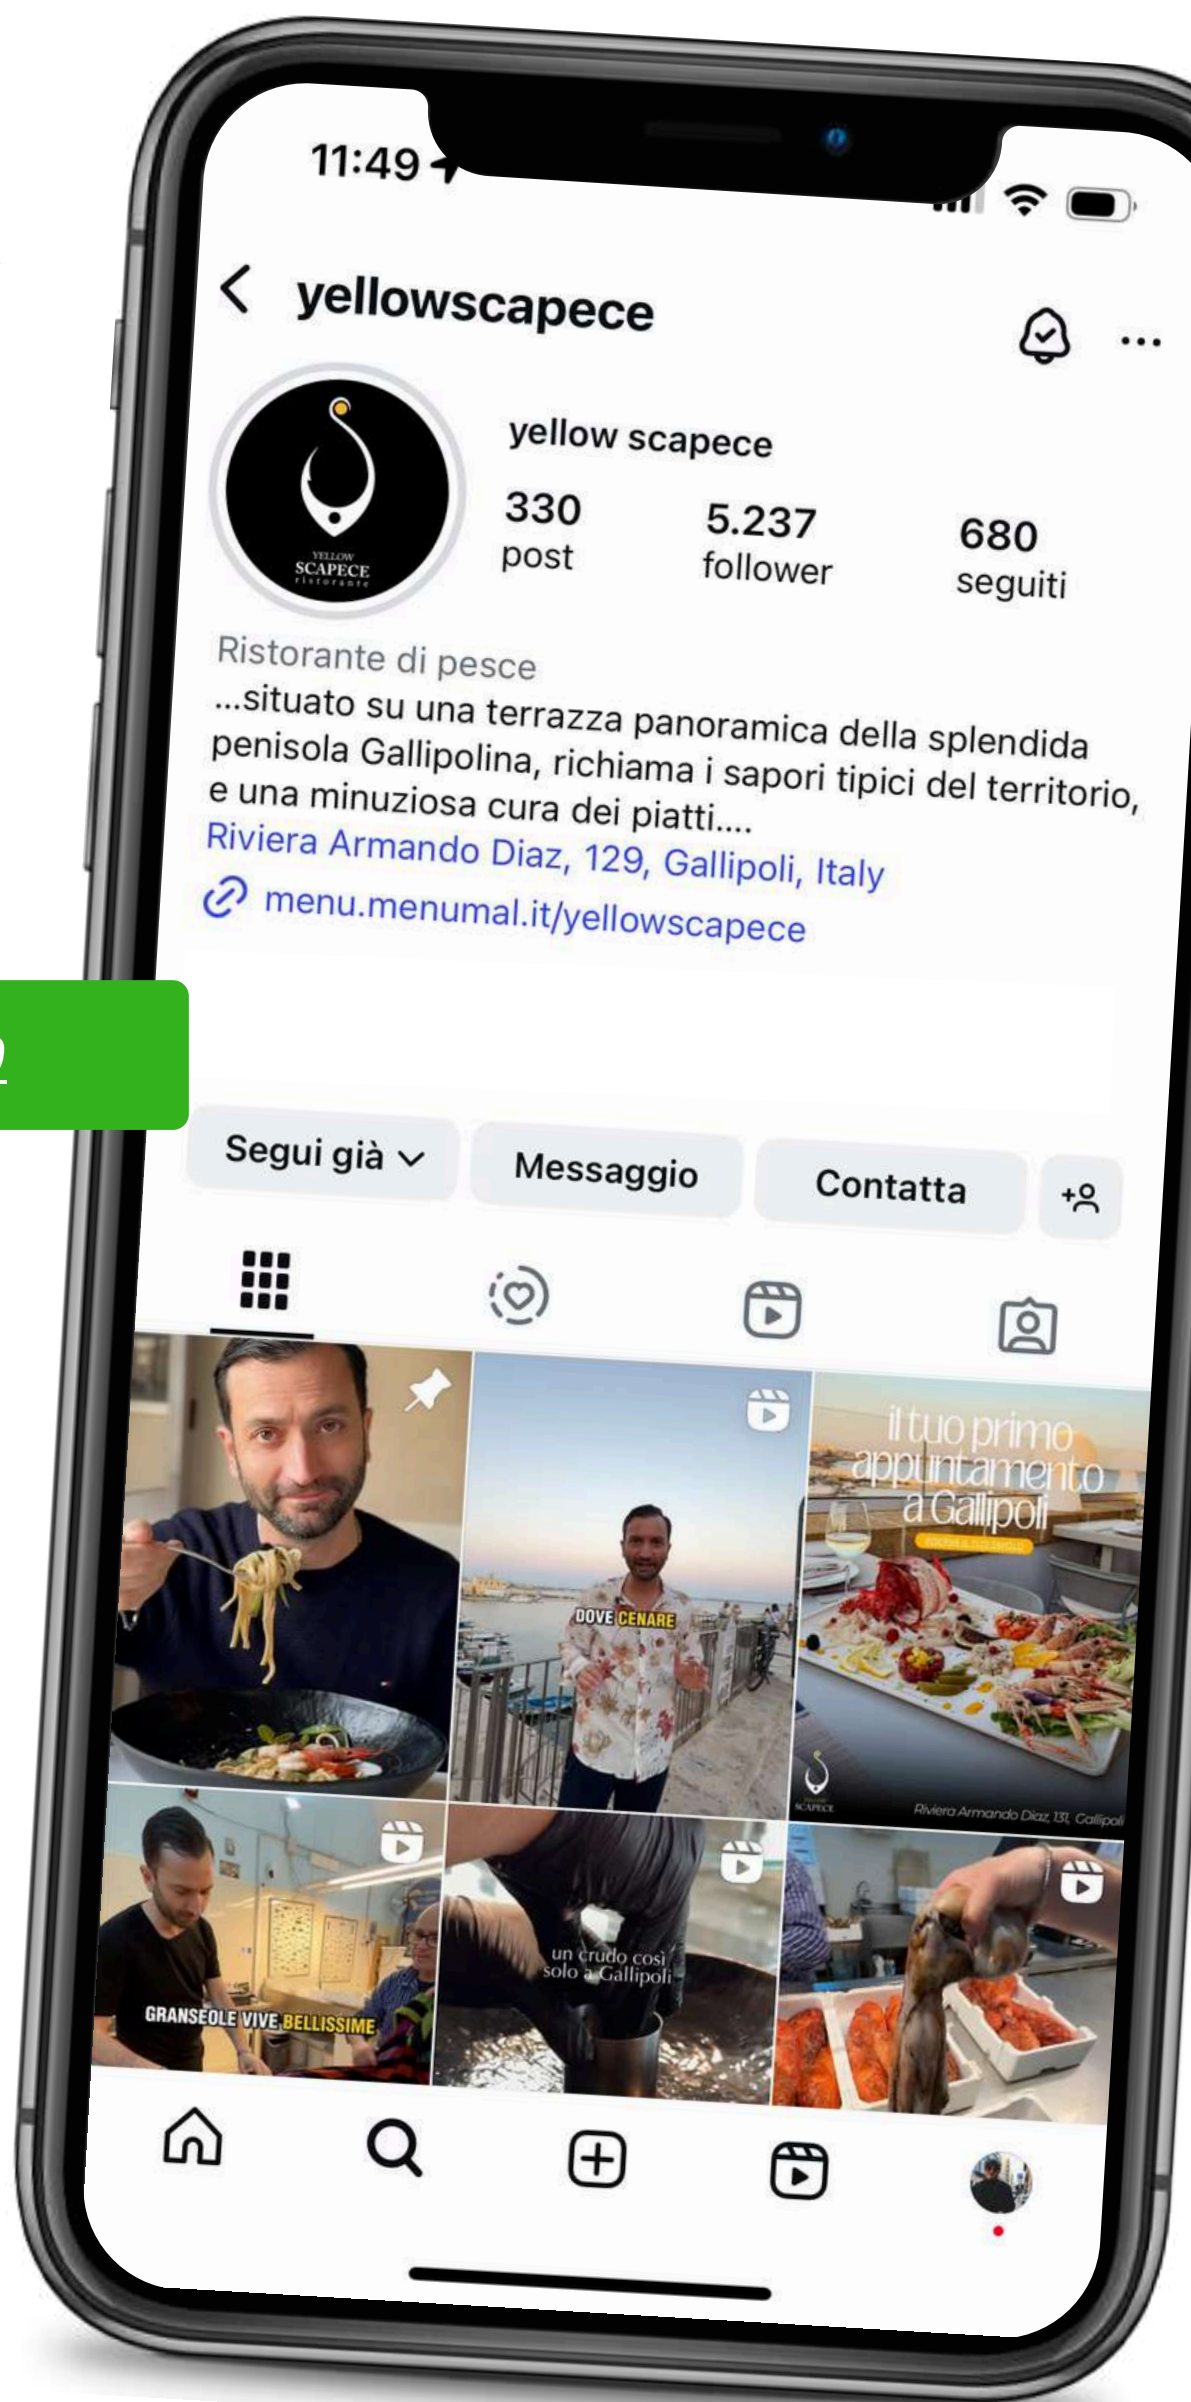 11:49
yellowscapece
yellow scapece
330 5.237 680
post follower seguiti
YELLOW
SCAPECE
ristorante
Ristorante di pesce
...situato su una terrazza panoramica della splendida
penisola Gallipolina, richiama i sapori tipici del territorio,
e una minuziosa cura dei piatti....
Riviera Armando Diaz, 129, Gallipoli, Italy
menu.menumal.it/yellowscapece
Segui già Messaggio Contatta
il tuo primo
appuntamento
a Gallipoli
DOVE CENARE
SCAPECE
Riviera Armando Diaz, 131, Gallipoli
GRANSEOLE VIVE BELLISSIME
un crudo così
solo a Gallipoli